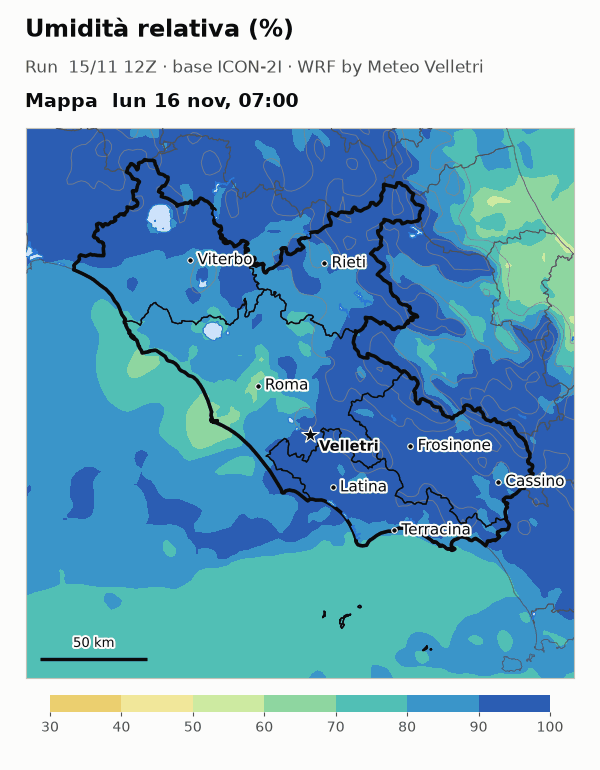 Umidità relativa (%)
Run  15/11 12Z · base ICON-2I · WRF by Meteo Velletri
Mappa  lun 16 nov, 07:00
Viterbo
Rieti
Roma
Velletri
Frosinone
Cassino
Latina
Terracina
50 km
30 40 50 60 70 80 90 100